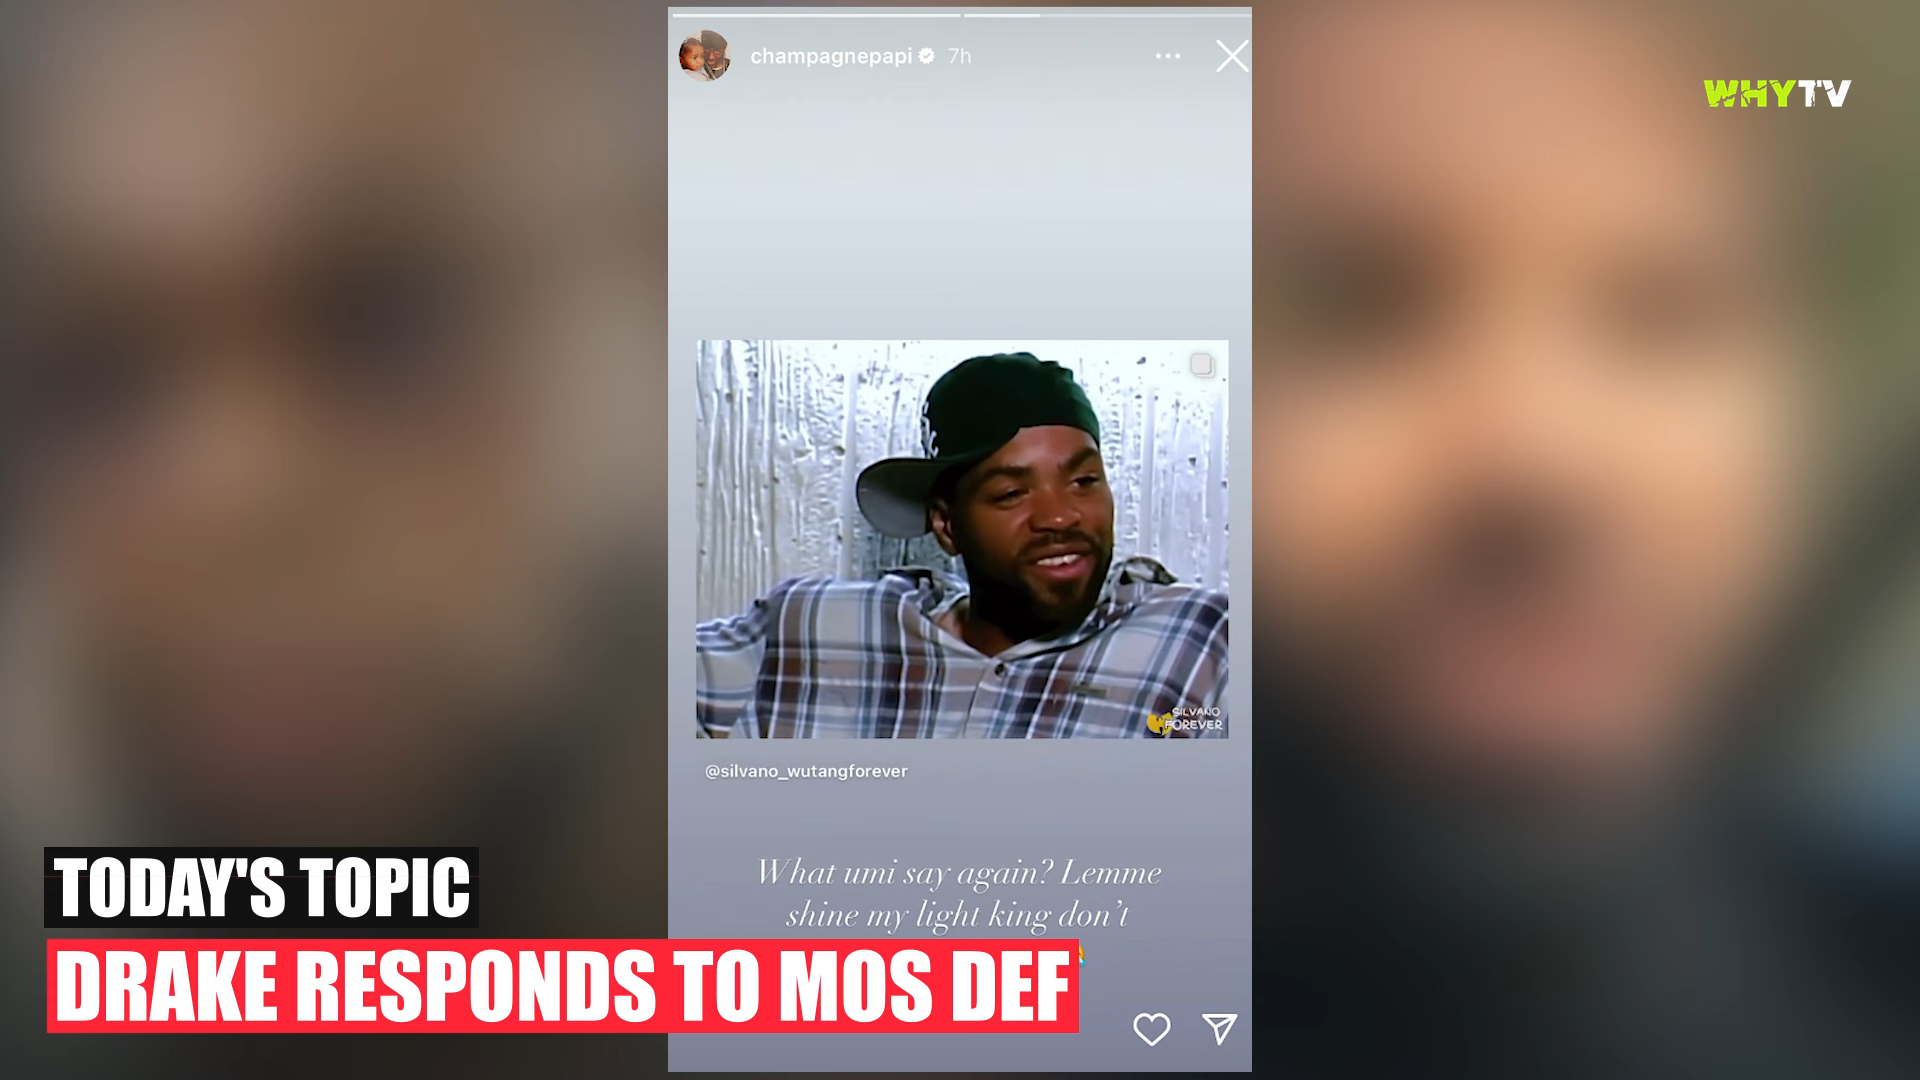 champagnepapi 7h
WHYTV
SILVANO
FOREVER
@silvano_wutangforever
What umi say again? Lemme
shine my light king don't
TODAY'S TOPIC
DRAKE RESPONDS TO MOS DEF